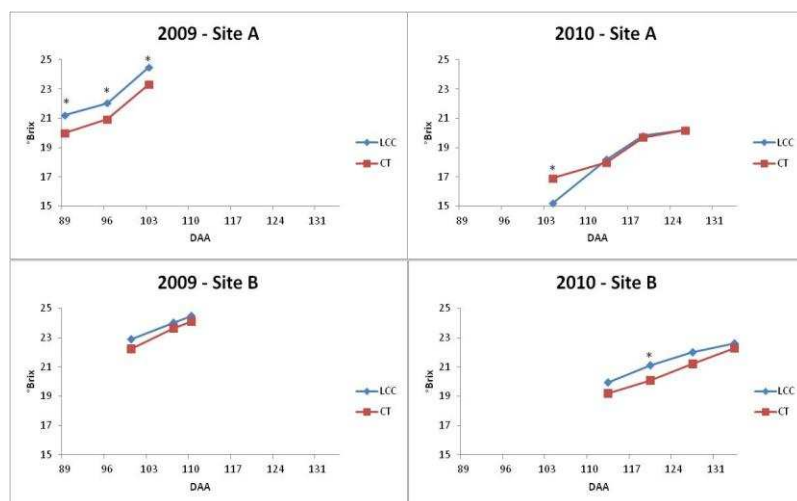 2009 - Site A
25
23
21
19
17
15
°Brix
* * *
89 96 103 110 117 124 131
DAA
LCC
CT
2010 - Site A
25
23
21
19
17
15
°Brix
*
89 96 103 110 117 124 131
DAA
LCC
CT
2009 - Site B
25
23
21
19
17
15
°Brix
89 96 103 110 117 124 131
DAA
LCC
CT
2010 - Site B
25
23
21
19
17
15
°Brix
*
89 96 103 110 117 124 131
DAA
LCC
CT